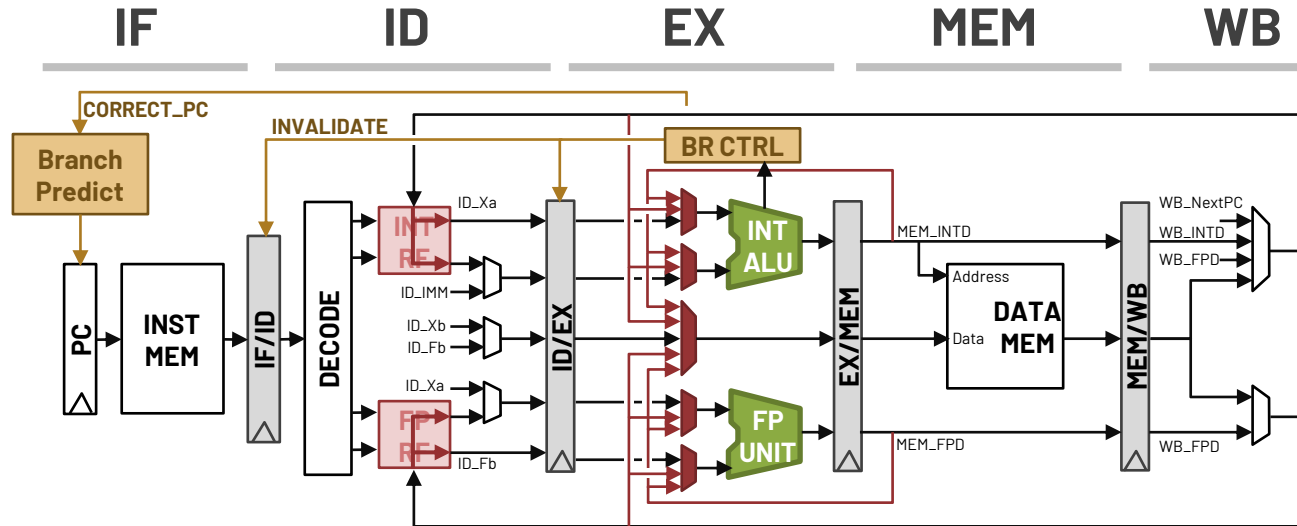 IF
ID
EX
MEM
WB
CORRECT_PC
INVALIDATE
BR CTRL
Branch
Predict
PC
INST
MEM
IF/ID
DECODE
INT
RF
ID_Xa
ID_IMM
ID_Xb
ID_Fb
ID_Xa
FP
RF
ID_Fb
ID/EX
INT
ALU
FP
UNIT
EX/MEM
MEM_INTD
Address
DATA
MEM
Data
MEM_FPD
MEM/WB
WB_NextPC
WB_INTD
WB_FPD
WB_FPD